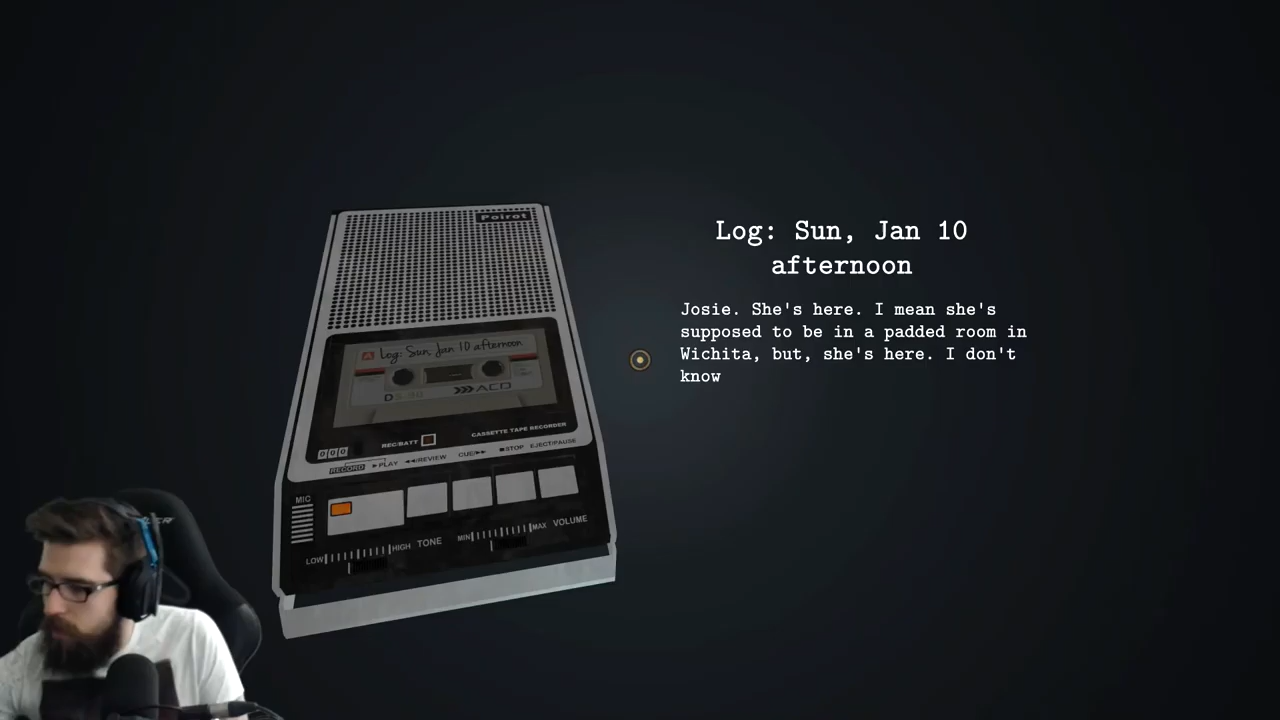 Poirot
Log: Sun, Jan 10
afternoon
Josie. She's here. I mean she's
supposed to be in a padded room in
Wichita, but, she's here. I don't
know
A Log: Sun, Jan 10 afternoon
ACD
REC/BATT
CASSETTE TAPE RECORDER
000
RECORD ▶PLAY ◀◀/REVIEW CUE/▶▶ ■STOP EJECT/PAUSE
MIC
LOW HIGH TONE MIN MAX VOLUME